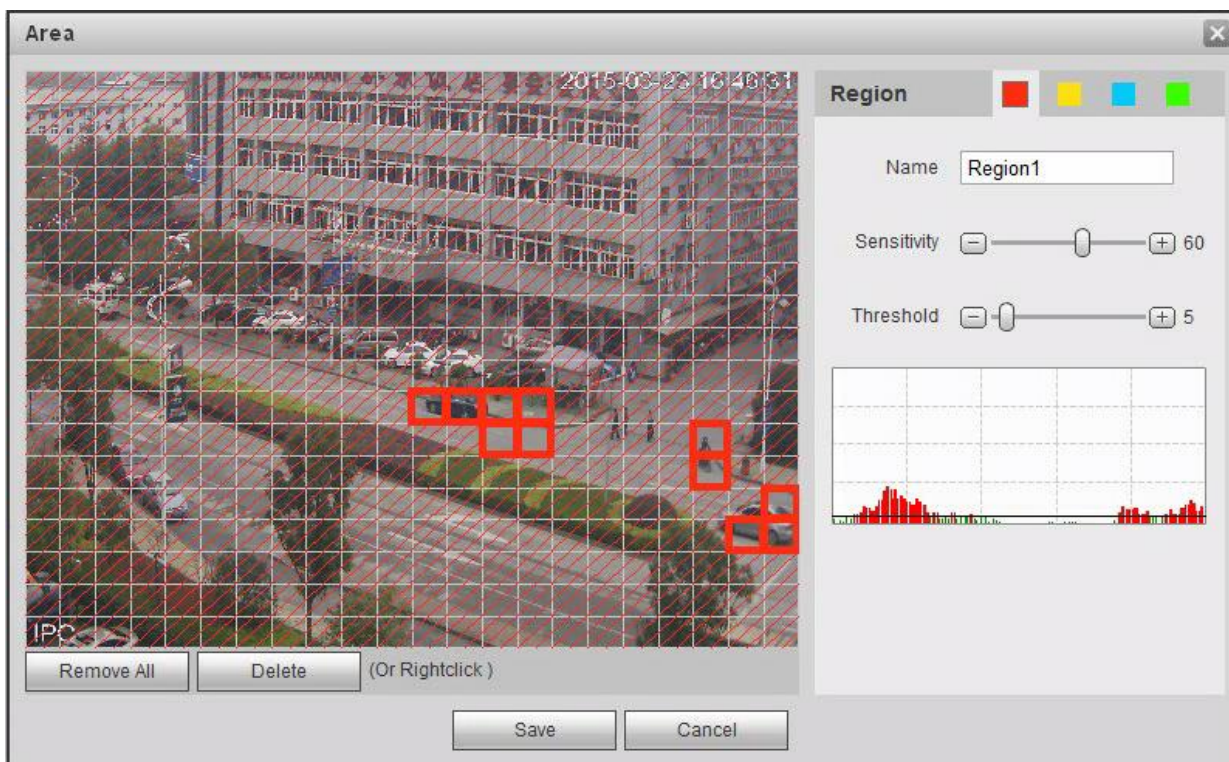 Area
2015-03-23 16:46:31
Region
Name Region1
Sensitivity 60
Threshold 5
IPC
Remove All Delete (Or Rightclick )
Save Cancel